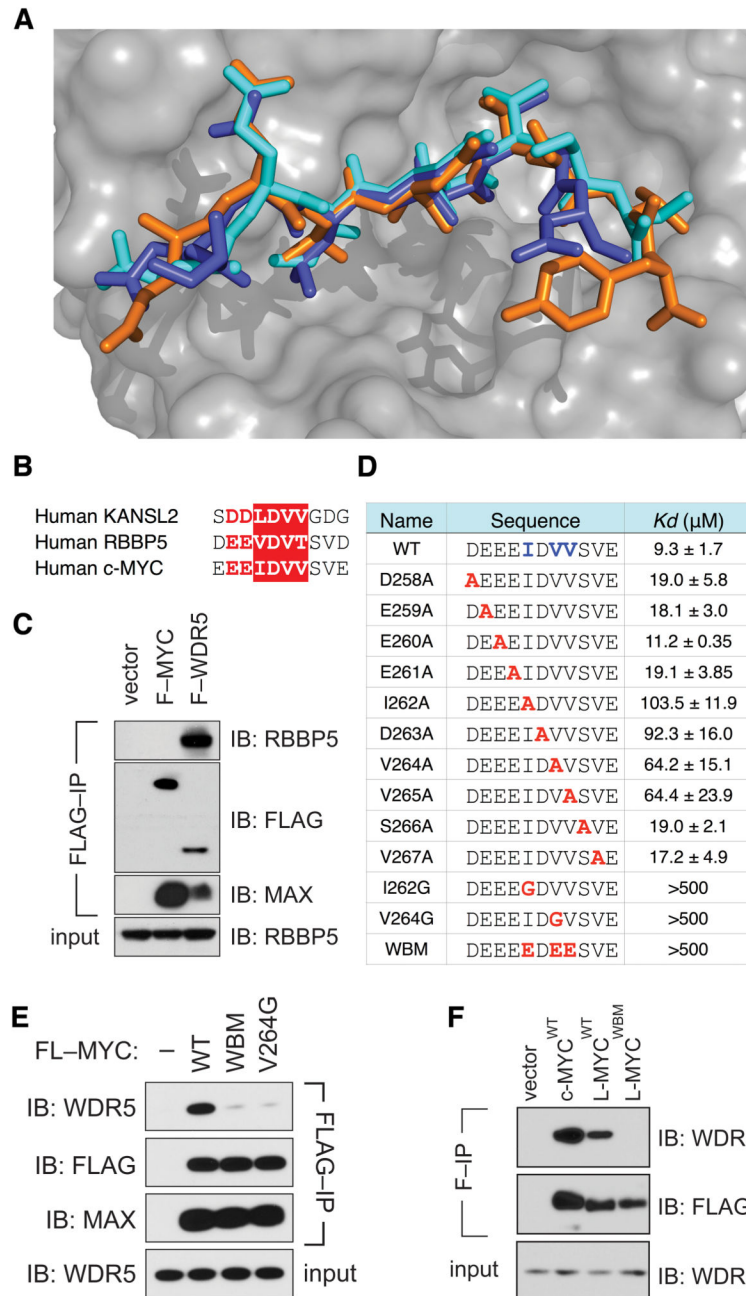 A
B
Human KANSL2 SDDLDVVGDG
Human RBBP5 DEEVDVTSVD
Human c-MYC EEEIDVVSVE
C
vector
F–MYC
F–WDR5
FLAG–IP
IB: RBBP5
IB: FLAG
IB: MAX
input
IB: RBBP5
D
Name Sequence Kd (µM)
WT DEEEIDVVSVE 9.3 ± 1.7
D258A AEEEIDVVSVE 19.0 ± 5.8
E259A DAEEIDVVSVE 18.1 ± 3.0
E260A DEAEIDVVSVE 11.2 ± 0.35
E261A DEEAIDVVSVE 19.1 ± 3.85
I262A DEEEADVVSVE 103.5 ± 11.9
D263A DEEEIAVVSVE 92.3 ± 16.0
V264A DEEEIDAVSVE 64.2 ± 15.1
V265A DEEEIDVASVE 64.4 ± 23.9
S266A DEEEIDVVAVE 19.0 ± 2.1
V267A DEEEIDVVSAE 17.2 ± 4.9
I262G DEEEGDVVSVE >500
V264G DEEEIDGVSVE >500
WBM DEEEEDEESVE >500
E
FL–MYC:
–
WT
WBM
V264G
IB: WDR5
IB: FLAG
IB: MAX
FLAG–IP
IB: WDR5
input
F
vector
c-MYC WT
L-MYC WT
L-MYC WBM
F–IP
IB: WDR
IB: FLAG
input
IB: WDR